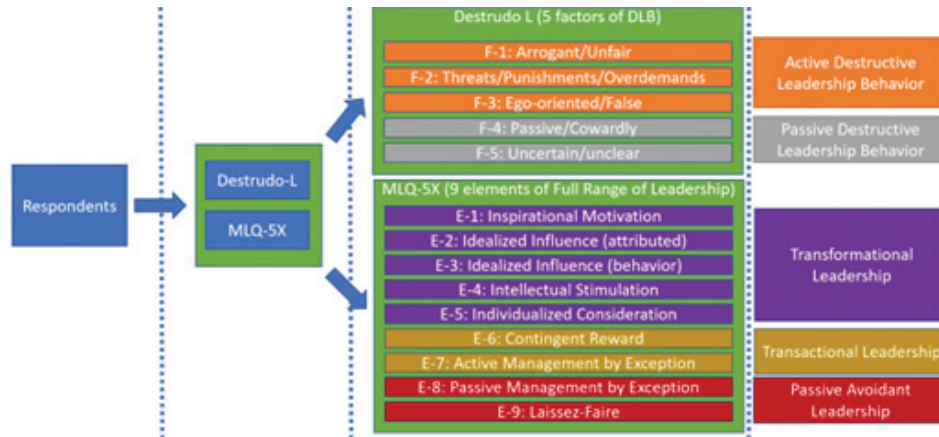 Respondents
Destrudo-L
MLQ-5X
Destrudo L (5 factors of DLB)
F-1: Arrogant/Unfair
F-2: Threats/Punishments/Overdemands
F-3: Ego-oriented/False
F-4: Passive/Cowardly
F-5: Uncertain/unclear
MLQ-5X (9 elements of Full Range of Leadership)
E-1: Inspirational Motivation
E-2: Idealized Influence (attributed)
E-3: Idealized Influence (behavior)
E-4: Intellectual Stimulation
E-5: Individualized Consideration
E-6: Contingent Reward
E-7: Active Management by Exception
E-8: Passive Management by Exception
E-9: Laissez-Faire
Active Destructive
Leadership Behavior
Passive Destructive
Leadership Behavior
Transformational
Leadership
Transactional Leadership
Passive Avoidant
Leadership